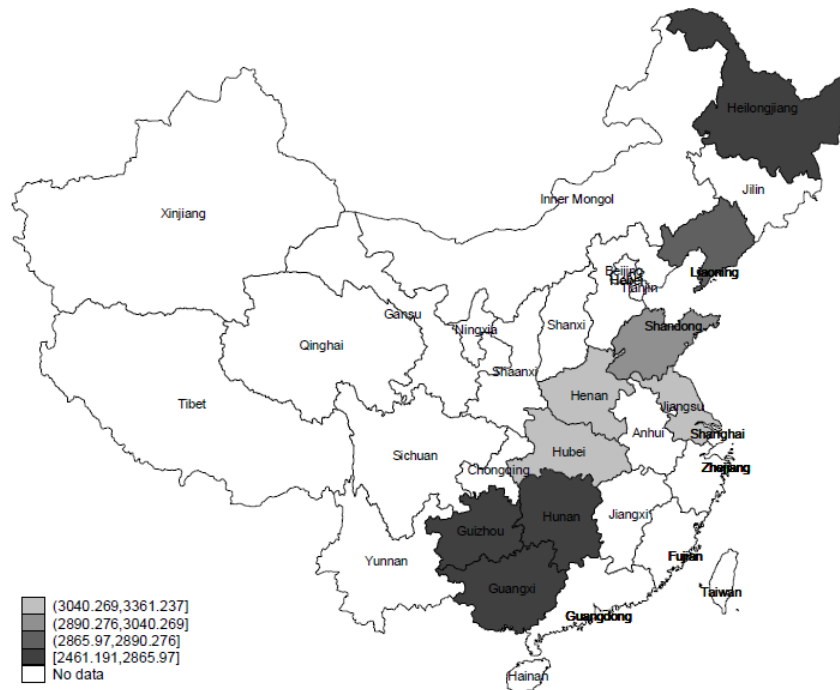 Heilongjiang
Jilin
Inner Mongol
Xinjiang
Beijing
Hebei
Tianjin
Liaoning
Gansu
Ningxia
Shanxi
Shandong
Qinghai
Shaanxi
Henan
Jiangsu
Tibet
Anhui
Shanghai
Sichuan
Hubei
Chongqing
Zhejiang
Guizhou
Hunan
Jiangxi
Yunnan
Fujian
Guangxi
Taiwan
Guangdong
Hainan
(3040.269,3361.237]
(2890.276,3040.269]
(2865.97,2890.276]
[2461.191,2865.97]
No data